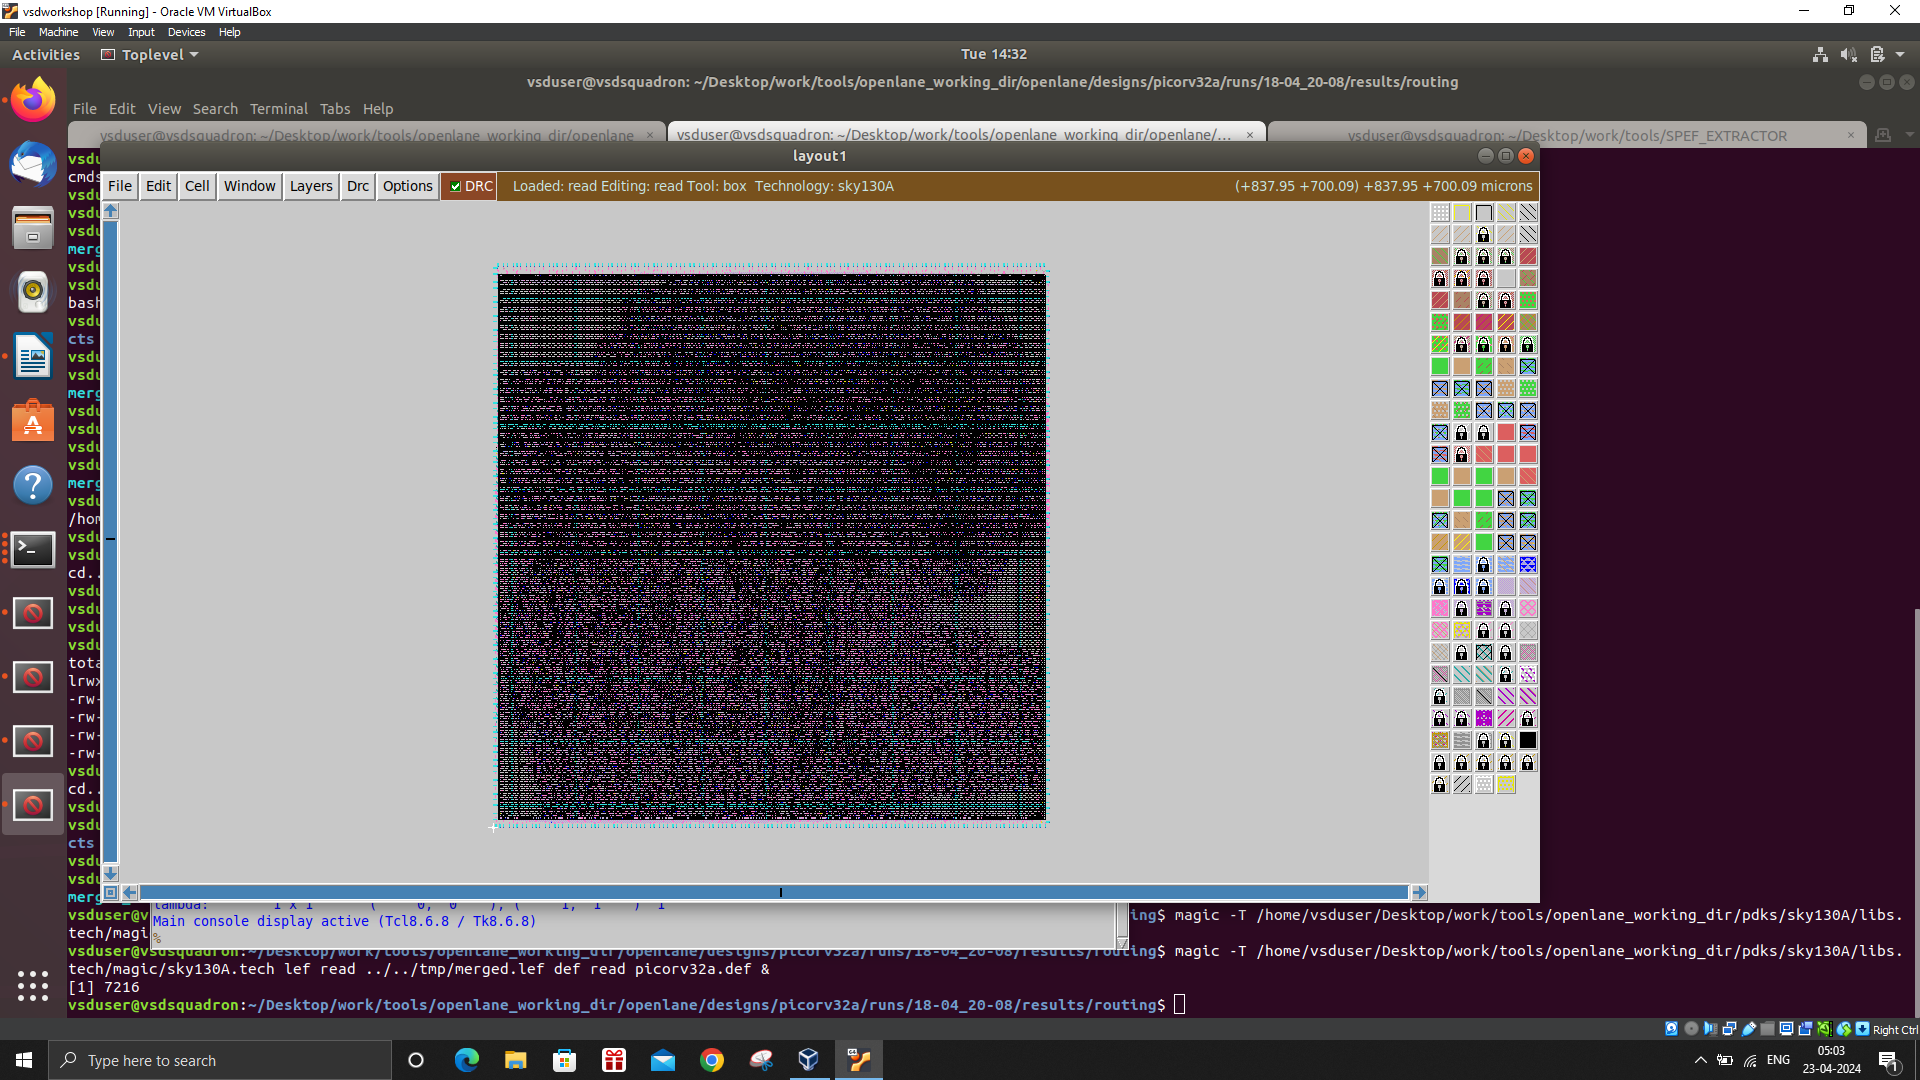 vsdworkshop [Running] - Oracle VM VirtualBox
File Machine View Input Devices Help
Activities Toplevel Tue 14:32
vsduser@vsdsquadron: ~/Desktop/work/tools/openlane_working_dir/openlane/designs/picorv32a/runs/18-04_20-08/results/routing
File Edit View Search Terminal Tabs Help
vsduser@vsdsquadron: ~/Desktop/work/tools/openlane_working_dir/openlane × vsduser@vsdsquadron: ~/Desktop/work/tools/openlane_working_dir/openlane/... × vsduser@vsdsquadron: ~/Desktop/work/tools/SPEF_EXTRACTOR ×
layout1
File Edit Cell Window Layers Drc Options DRC Loaded: read Editing: read Tool: box Technology: sky130A (+837.95 +700.09) +837.95 +700.09 microns
vsdu
cmds
vsdu
vsdu
vsdu
merg
vsdu
vsdu
bash
vsdu
cts
vsdu
vsdu
merg
vsdu
vsdu
vsdu
vsdu
merg
vsdu
/hom
vsdu
vsdu
cd..
vsdu
vsdu
vsdu
vsdu
tota
lrwx
-rw-
-rw-
-rw-
-rw-
vsdu
cd..
vsdu
vsdu
cts
vsdu
vsdu
merg
lambda: 1 x 1 ( 0, 0 ), ( 1, 1 ) 1
vsduser@v
Main console display active (Tcl8.6.8 / Tk8.6.8)
ing$ magic -T /home/vsduser/Desktop/work/tools/openlane_working_dir/pdks/sky130A/libs.
tech/magi
%
vsduser@vsdsquadron:~/Desktop/work/tools/openlane_working_dir/openlane/designs/picorv32a/runs/18-04_20-08/results/routing$ magic -T /home/vsduser/Desktop/work/tools/openlane_working_dir/pdks/sky130A/libs.
tech/magic/sky130A.tech lef read ../../tmp/merged.lef def read picorv32a.def &
[1] 7216
vsduser@vsdsquadron:~/Desktop/work/tools/openlane_working_dir/openlane/designs/picorv32a/runs/18-04_20-08/results/routing$
Right Ctrl
Type here to search
ENG
05:03
23-04-2024
1